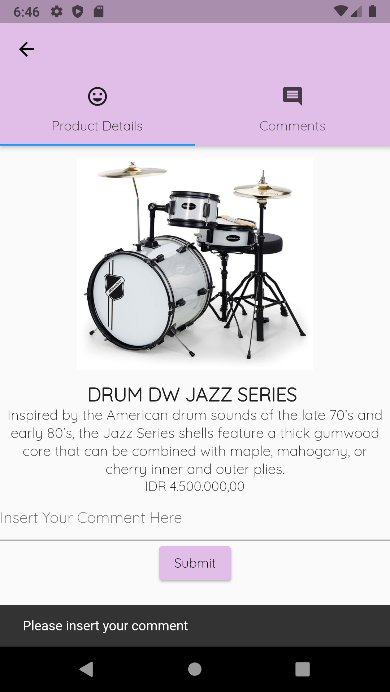 6:46
Product Details
Comments
DRUM DW JAZZ SERIES
Inspired by the American drum sounds of the late 70's and
early 80's, the Jazz Series shells feature a thick gumwood
core that can be combined with maple, mahogany, or
cherry inner and outer plies.
IDR 4.500.000,00
Insert Your Comment Here
Submit
Please insert your comment